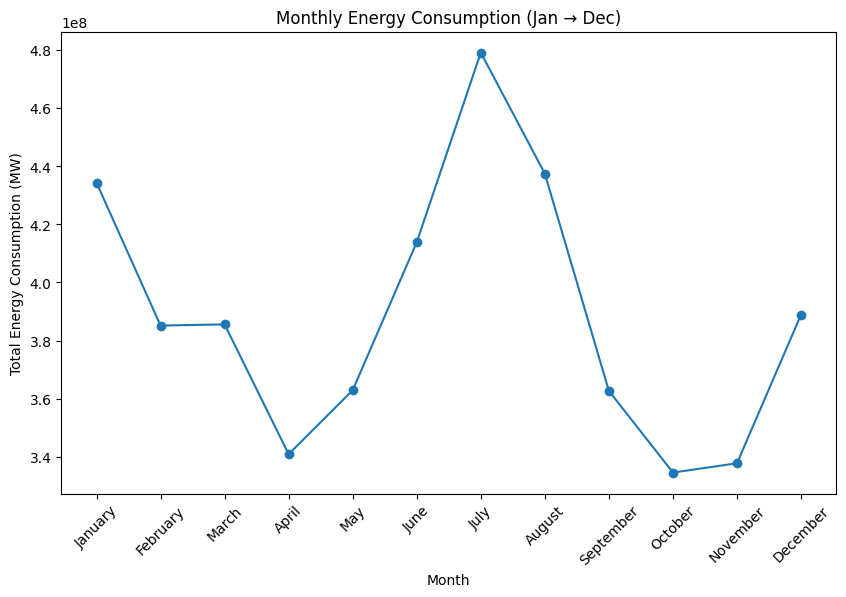 Monthly Energy Consumption (Jan → Dec)
1e8
Total Energy Consumption (MW)
4.8
4.6
4.4
4.2
4.0
3.8
3.6
3.4
January
February
March
April
May
June
July
August
September
October
November
December
Month